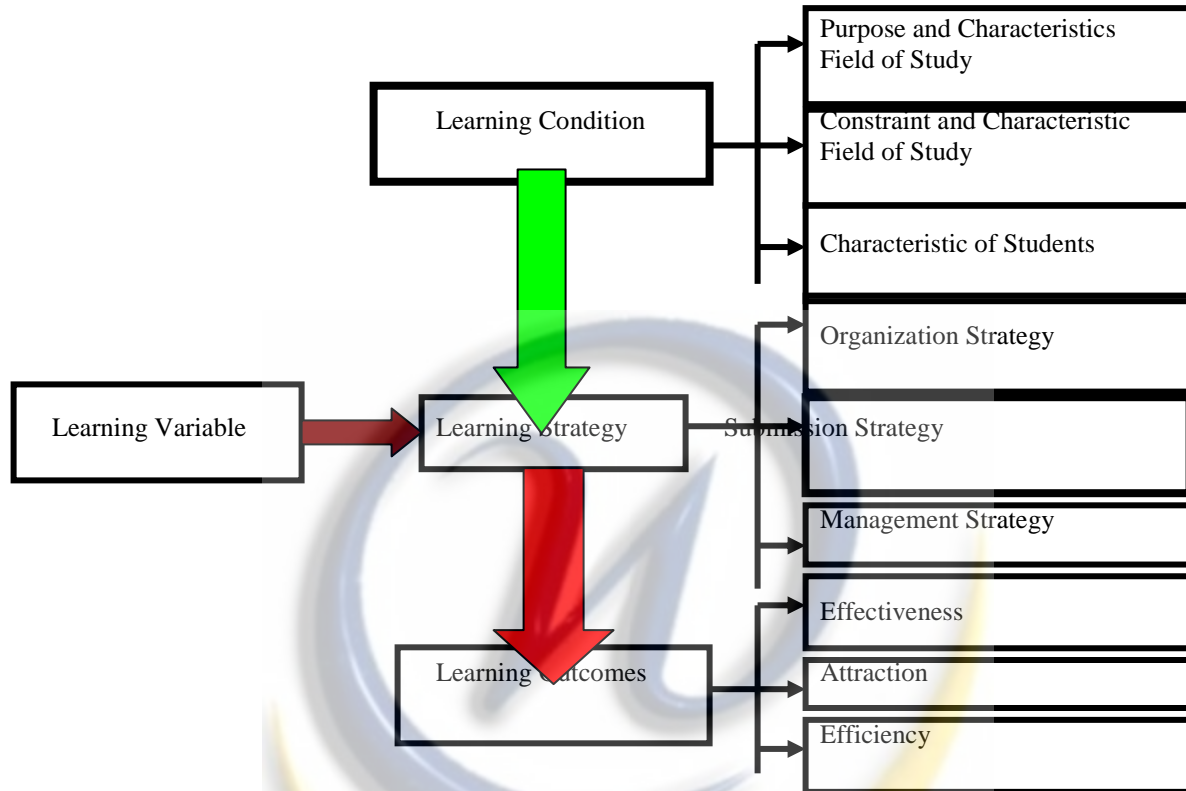 Purpose and Characteristics
Field of Study
Learning Condition
Constraint and Characteristic
Field of Study
Characteristic of Students
Organization Strategy
Learning Variable
Learning Strategy
Submission Strategy
Management Strategy
Effectiveness
Learning Outcomes
Attraction
Efficiency